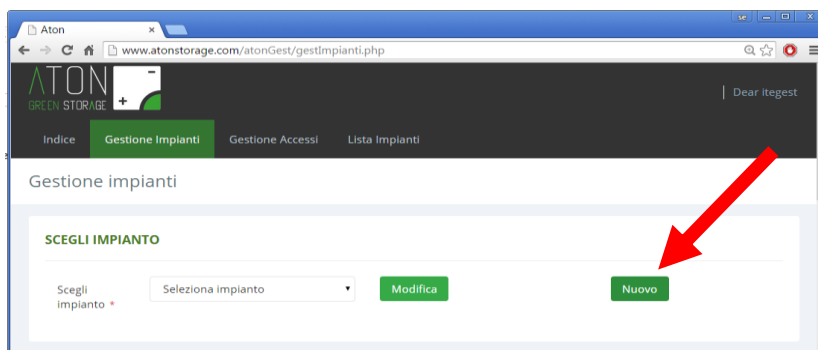 se
Aton
www.atonstorage.com/atonGest/gestImpianti.php
ATON
GREEN STORAGE
Dear itegest
Indice Gestione Impianti Gestione Accessi Lista Impianti
Gestione impianti
SCEGLI IMPIANTO
Scegli
impianto *
Seleziona impianto Modifica Nuovo